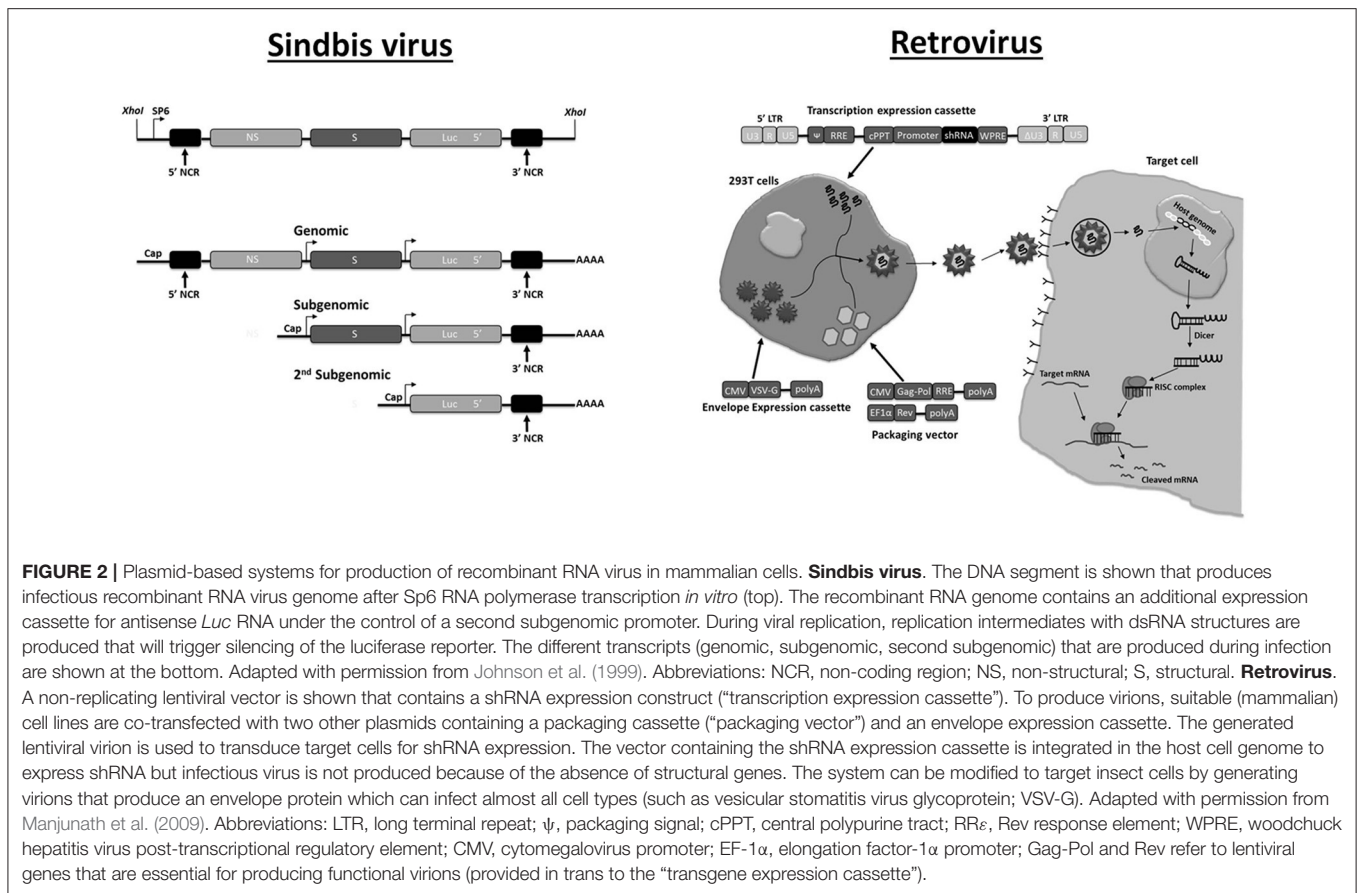 Sindbis virus
XhoI SP6 XhoI
NS S Luc 5'
5' NCR 3' NCR
Genomic
Cap NS S Luc 5' AAAA
5' NCR 3' NCR
Subgenomic
NS Cap S Luc 5' AAAA
3' NCR
2nd Subgenomic
S Cap Luc 5' AAAA
3' NCR
Retrovirus
Transcription expression cassette
5' LTR 3' LTR
U3 R U5 Ψ RRE cPPT Promoter shRNA WPRE ΔU3 R U5
293T cells
Target cell
Host genome
Dicer
Target mRNA
RISC complex
Cleaved mRNA
CMV VSV-G polyA
Envelope Expression cassette
CMV Gag-Pol RRE polyA
EF1α Rev polyA
Packaging vector
FIGURE 2 | Plasmid-based systems for production of recombinant RNA virus in mammalian cells. Sindbis virus. The DNA segment is shown that produces
infectious recombinant RNA virus genome after Sp6 RNA polymerase transcription in vitro (top). The recombinant RNA genome contains an additional expression
cassette for antisense Luc RNA under the control of a second subgenomic promoter. During viral replication, replication intermediates with dsRNA structures are
produced that will trigger silencing of the luciferase reporter. The different transcripts (genomic, subgenomic, second subgenomic) that are produced during infection
are shown at the bottom. Adapted with permission from Johnson et al. (1999). Abbreviations: NCR, non-coding region; NS, non-structural; S, structural. Retrovirus.
A non-replicating lentiviral vector is shown that contains a shRNA expression construct (“transcription expression cassette”). To produce virions, suitable (mammalian)
cell lines are co-transfected with two other plasmids containing a packaging cassette (“packaging vector”) and an envelope expression cassette. The generated
lentiviral virion is used to transduce target cells for shRNA expression. The vector containing the shRNA expression cassette is integrated in the host cell genome to
express shRNA but infectious virus is not produced because of the absence of structural genes. The system can be modified to target insect cells by generating
virions that produce an envelope protein which can infect almost all cell types (such as vesicular stomatitis virus glycoprotein; VSV-G). Adapted with permission from
Manjunath et al. (2009). Abbreviations: LTR, long terminal repeat; ψ, packaging signal; cPPT, central polypurine tract; RRε, Rev response element; WPRE, woodchuck
hepatitis virus post-transcriptional regulatory element; CMV, cytomegalovirus promoter; EF-1α, elongation factor-1α promoter; Gag-Pol and Rev refer to lentiviral
genes that are essential for producing functional virions (provided in trans to the “transgene expression cassette”).